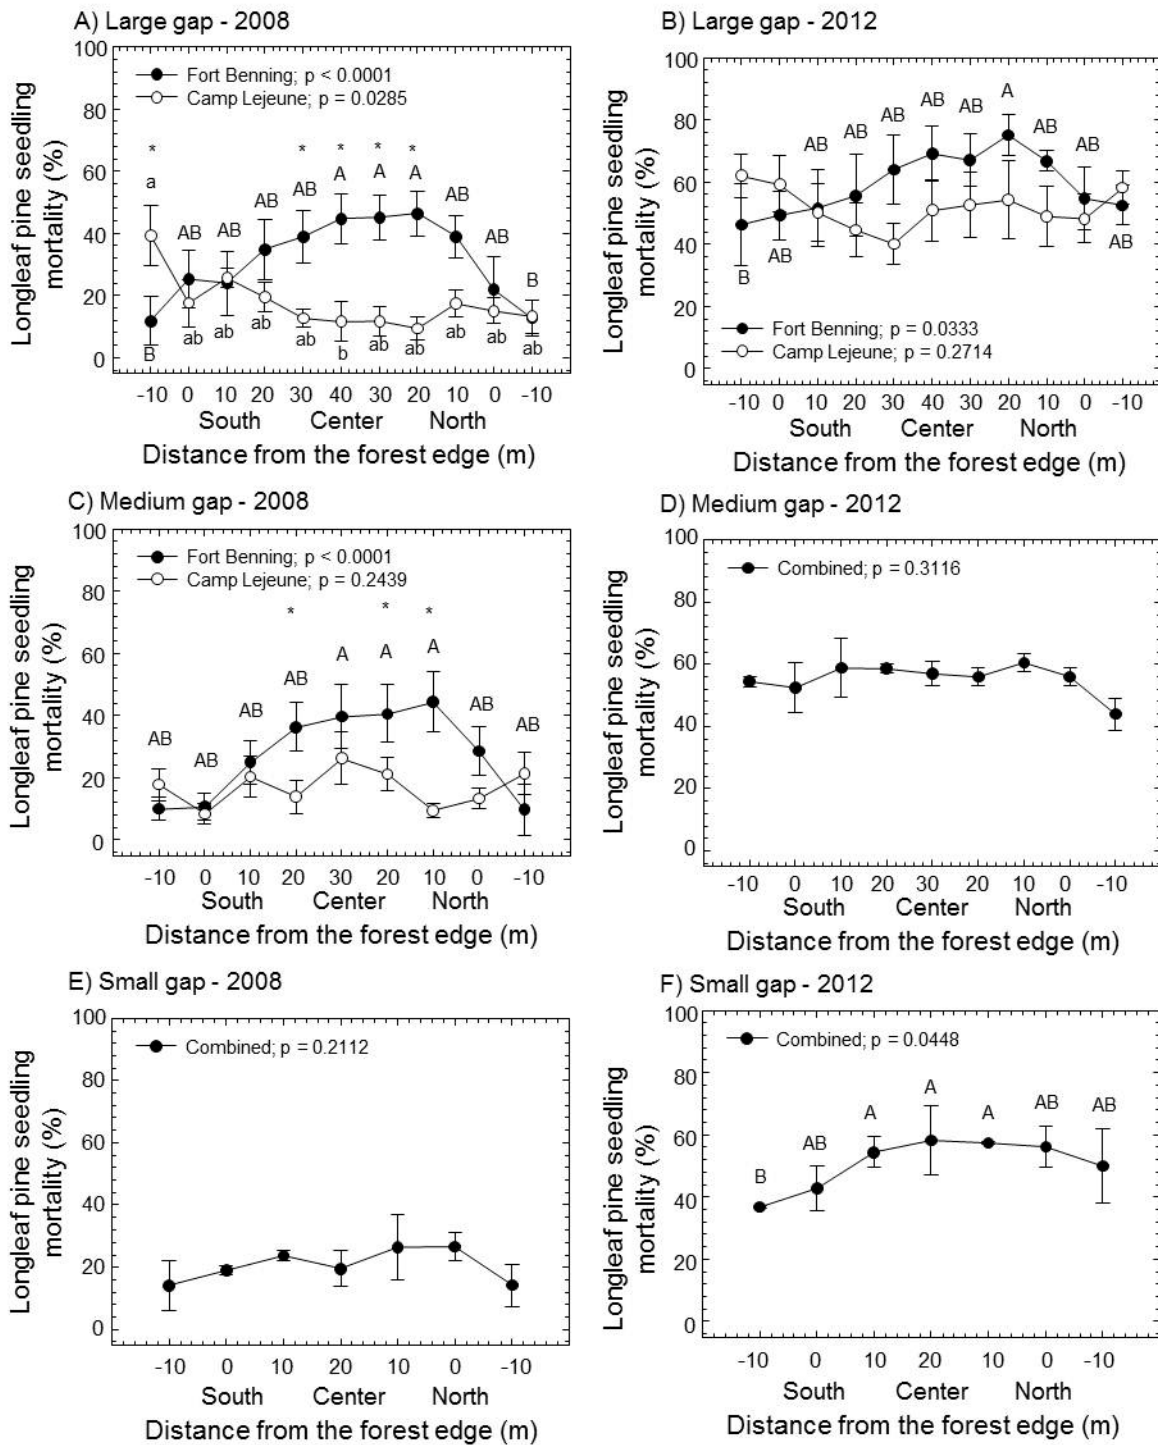 A) Large gap - 2008
Longleaf pine seedling
mortality (%)
100
80
60
40
20
0
Fort Benning; p < 0.0001
Camp Lejeune; p = 0.0285
* * * * *
a AB AB AB AB A A A AB AB B
B ab ab ab ab b ab ab ab ab ab
-10 0 10 20 30 40 30 20 10 0 -10
South Center North
Distance from the forest edge (m)
B) Large gap - 2012
Longleaf pine seedling
mortality (%)
100
80
60
40
20
0
B AB AB AB AB AB AB A AB AB AB
Fort Benning; p = 0.0333
Camp Lejeune; p = 0.2714
-10 0 10 20 30 40 30 20 10 0 -10
South Center North
Distance from the forest edge (m)
C) Medium gap - 2008
Longleaf pine seedling
mortality (%)
100
80
60
40
20
0
Fort Benning; p < 0.0001
Camp Lejeune; p = 0.2439
* * *
AB AB AB AB A A A AB AB
-10 0 10 20 30 20 10 0 -10
South Center North
Distance from the forest edge (m)
D) Medium gap - 2012
Longleaf pine seedling
mortality (%)
100
80
60
40
20
0
Combined; p = 0.3116
-10 0 10 20 30 20 10 0 -10
South Center North
Distance from the forest edge (m)
E) Small gap - 2008
Longleaf pine seedling
mortality (%)
100
80
60
40
20
0
Combined; p = 0.2112
-10 0 10 20 10 0 -10
South Center North
Distance from the forest edge (m)
F) Small gap - 2012
Longleaf pine seedling
mortality (%)
100
80
60
40
20
0
Combined; p = 0.0448
B AB A A A AB AB
-10 0 10 20 10 0 -10
South Center North
Distance from the forest edge (m)